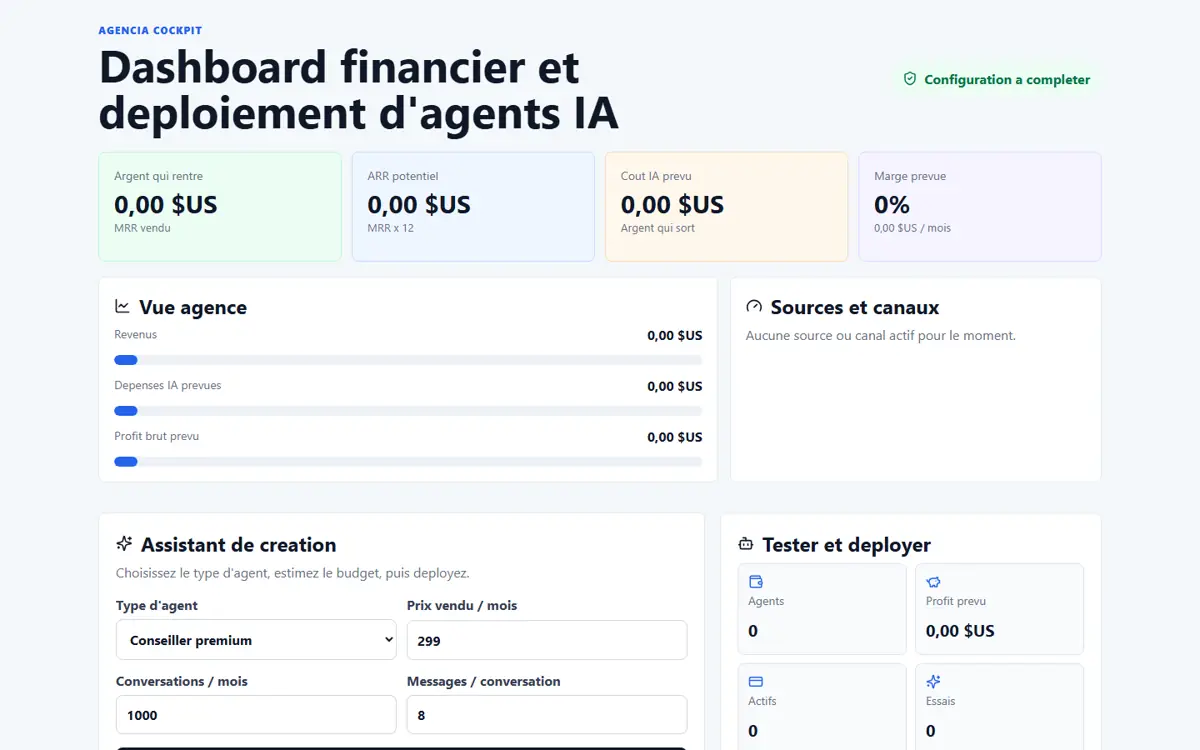 AGENCIA COCKPIT
Dashboard financier et
deploiement d'agents IA
Configuration a completer
Argent qui rentre
0,00 $US
MRR vendu
ARR potentiel
0,00 $US
MRR x 12
Cout IA prevu
0,00 $US
Argent qui sort
Marge prevue
0%
0,00 $US / mois
Vue agence
Revenus 0,00 $US
Depenses IA prevues 0,00 $US
Profit brut prevu 0,00 $US
Sources et canaux
Aucune source ou canal actif pour le moment.
Assistant de creation
Choisissez le type d'agent, estimez le budget, puis deployez.
Type d'agent
Conseiller premium
Prix vendu / mois
299
Conversations / mois
1000
Messages / conversation
8
Tester et deployer
Agents
0
Profit prevu
0,00 $US
Actifs
0
Essais
0